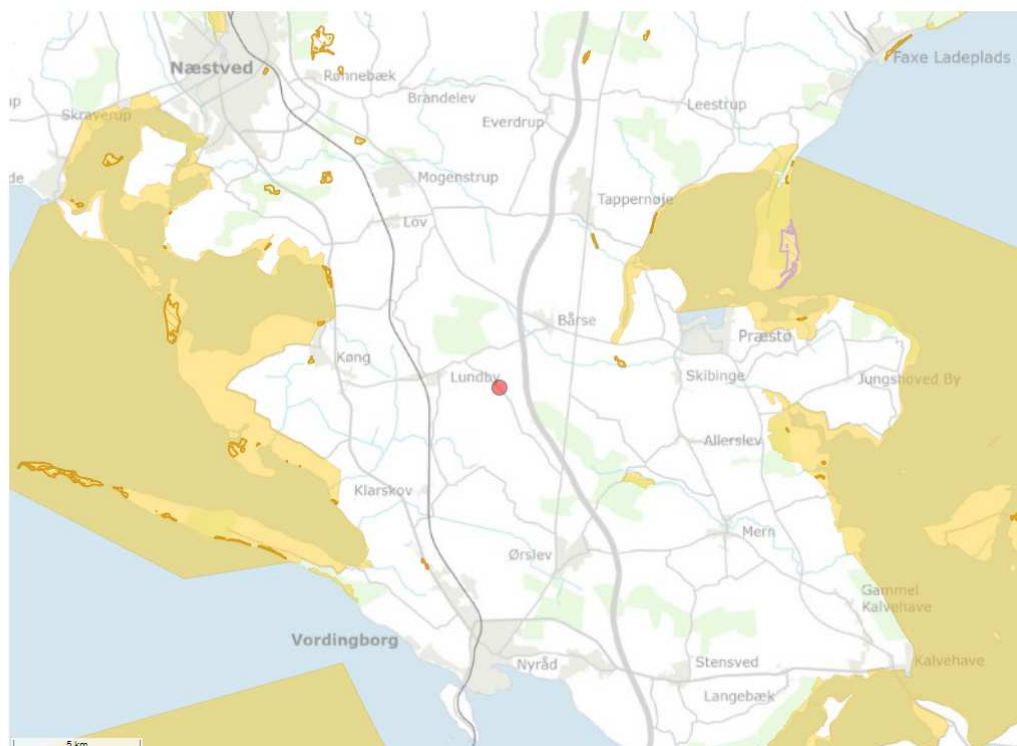 Næstved
Faxe Ladeplads
Rønnebæk
Brandelev
Leestrup
Skraverup
Everdrup
de
Mogenstrup
Tappernøje
Lov
Bårse
Præstø
Køng
Lundby
Skibinge
Jungshoved By
Allerslev
Klarskov
Mern
Ørslev
Gammel
Kalvehave
Vordingborg
Nyråd
Stensved
Kalvehave
Langebæk
5 km